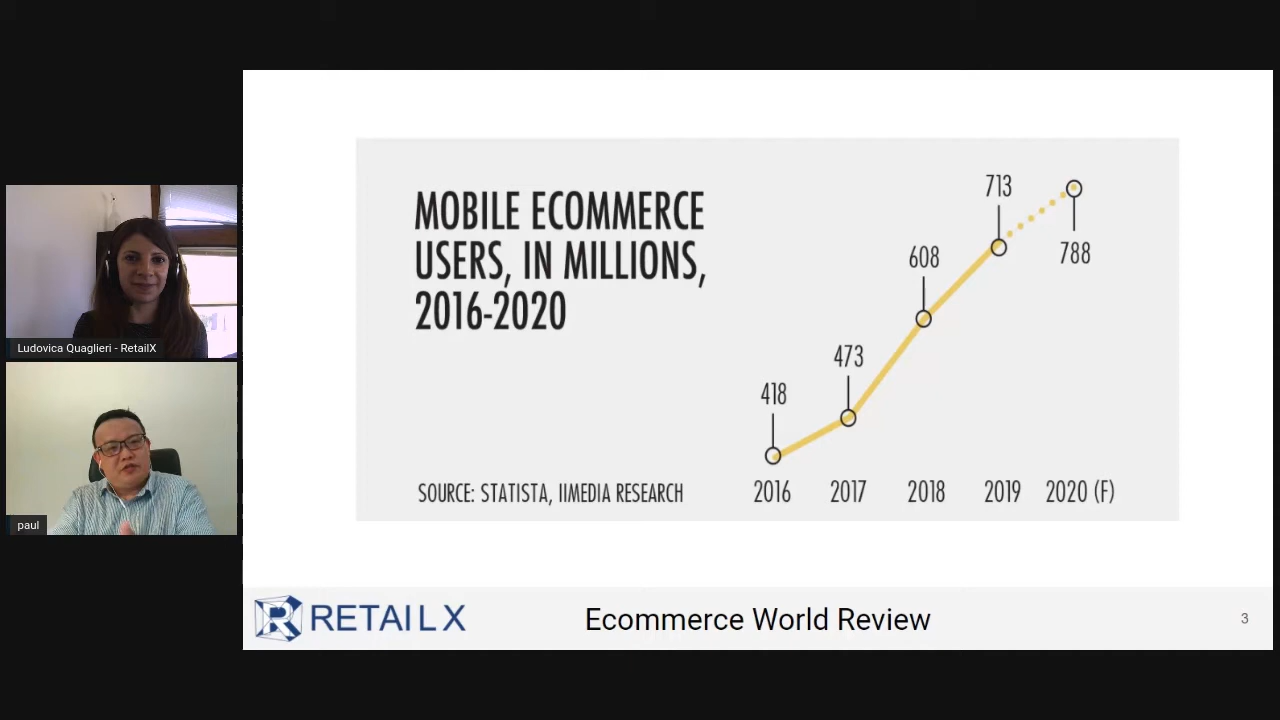 MOBILE ECOMMERCE
USERS, IN MILLIONS,
2016-2020
418
473
608
713
788
2016 2017 2018 2019 2020 (F)
SOURCE: STATISTA, IIMEDIA RESEARCH
Ludovica Quaglieri - RetailX
paul
RETAIL X
Ecommerce World Review
3